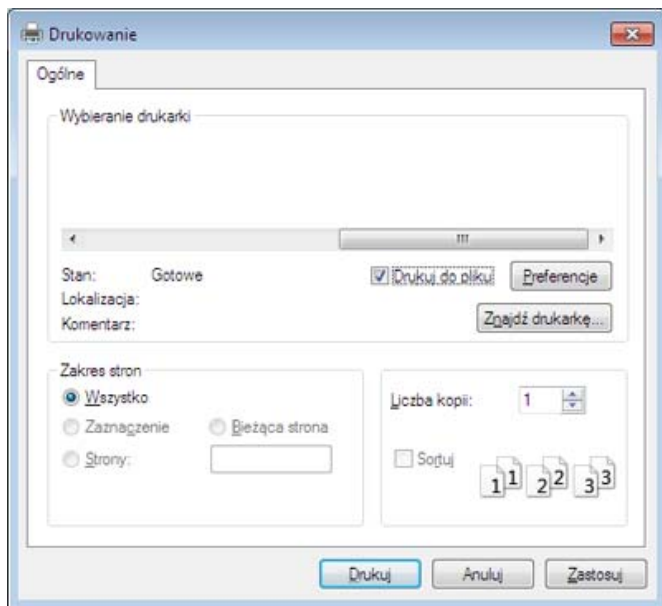 Drukowanie
Ogólne
Wybieranie drukarki
Stan: Gotowe
Drukuj do pliku
Preferencje
Lokalizacja:
Komentarz:
Znajdź drukarkę...
Zakres stron
Wszystko
Zaznaczenie
Bieżąca strona
Strony:
Liczba kopii: 1
Sortuj
1 1 2 2 3 3
Drukuj
Anuluj
Zastosuj